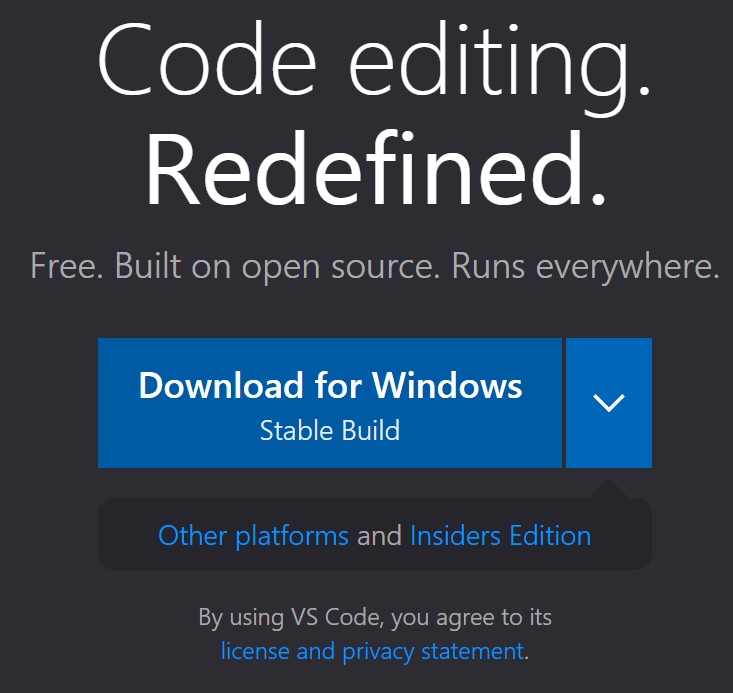 Code editing.
Redefined.
Free. Built on open source. Runs everywhere.
Download for Windows
Stable Build
Other platforms and Insiders Edition
By using VS Code, you agree to its
license and privacy statement.